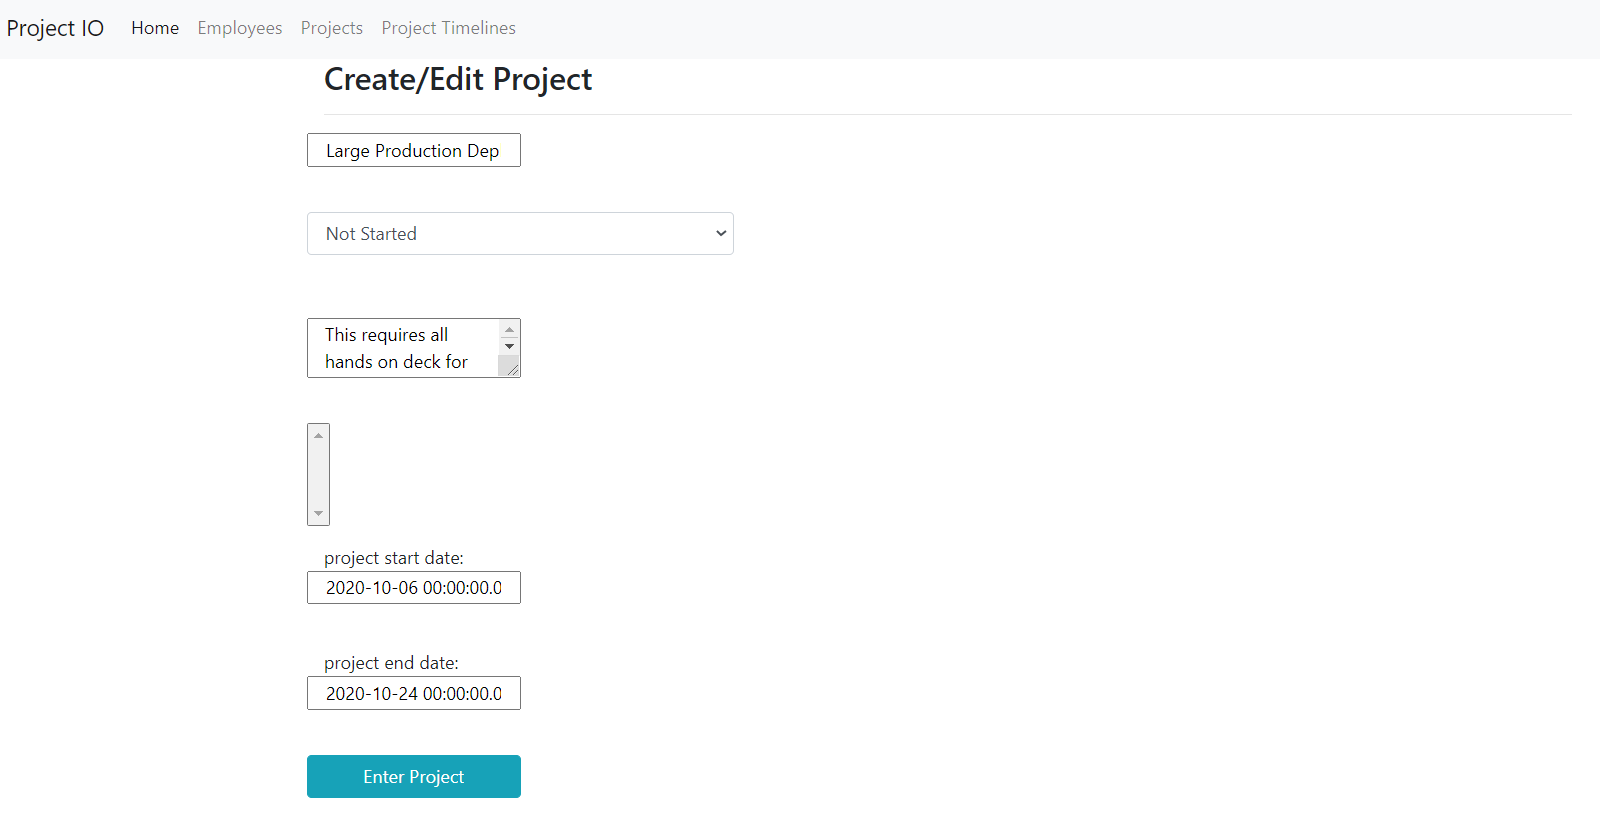 Project IO Home Employees Projects Project Timelines
Create/Edit Project
Large Production Dep
Not Started
This requires all
hands on deck for
project start date:
2020-10-06 00:00:00.0
project end date:
2020-10-24 00:00:00.0
Enter Project